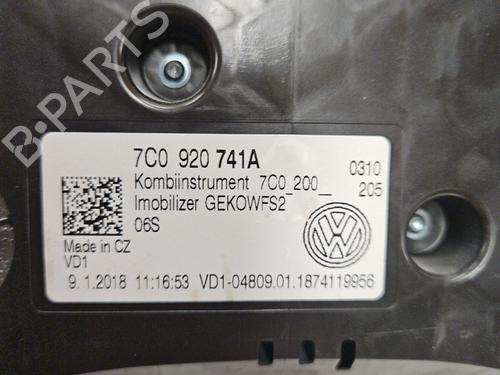 B-PARTS
7C0 920 741A
Kombiinstrument 7C0_200__ 0310
Imobilizer GEKOWFS2 205
06S
Made in CZ
VD1
9.1.2018 11:16:53 VD1-04809.01.1874119956